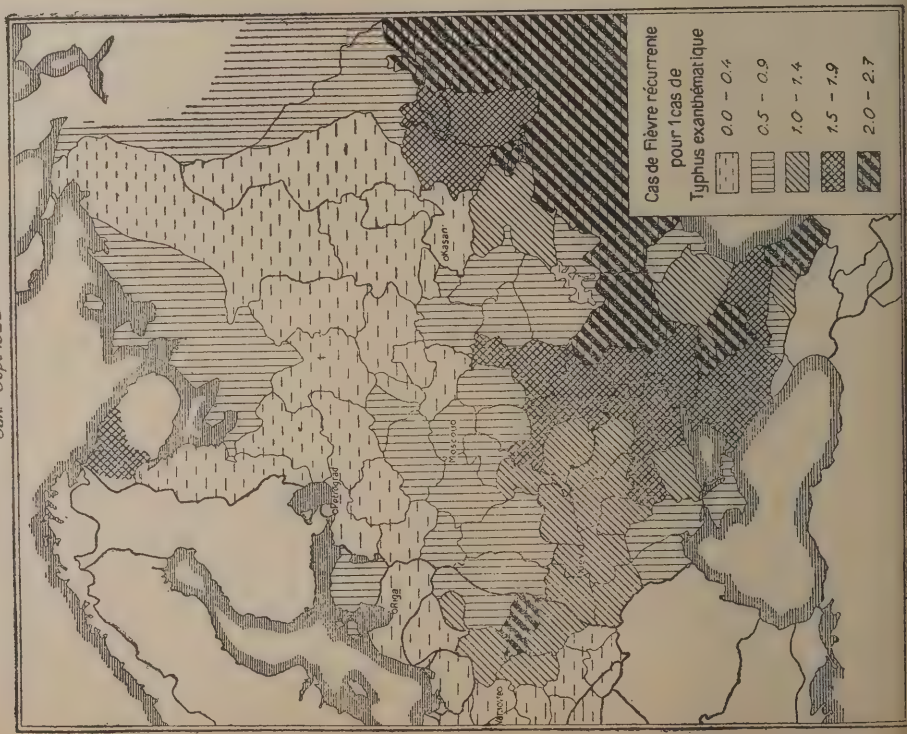 Cas de Fièvre récurrente
pour 1 cas de
Typhus exanthématique
0.0 - 0.4
0.5 - 0.9
1.0 - 1.4
1.5 - 1.9
2.0 - 2.7
Petrograd
Riga
Moscou
Kasan